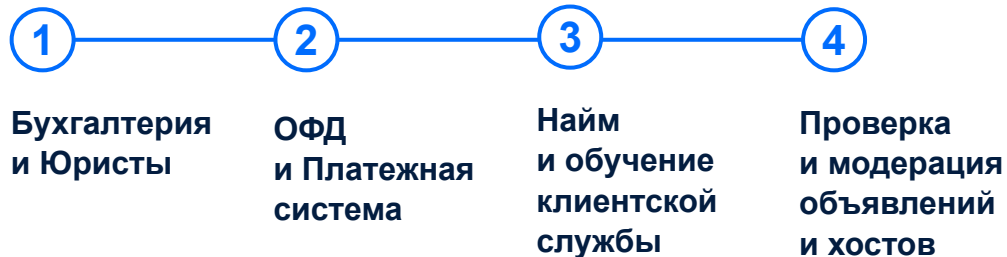 1
2
3
4
Бухгалтерия
и Юристы
ОФД
и Платежная
система
Найм
и обучение
клиентской
службы
Проверка
и модерация
объявлений
и хостов